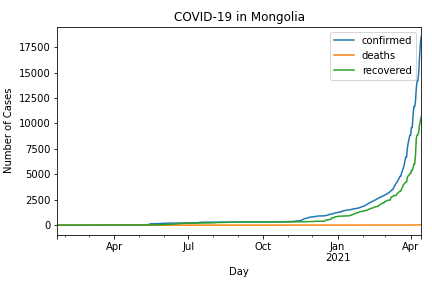 COVID-19 in Mongolia
confirmed
deaths
recovered
Number of Cases
17500
15000
12500
10000
7500
5000
2500
0
Apr
Jul
Oct
Jan
2021
Apr
Day